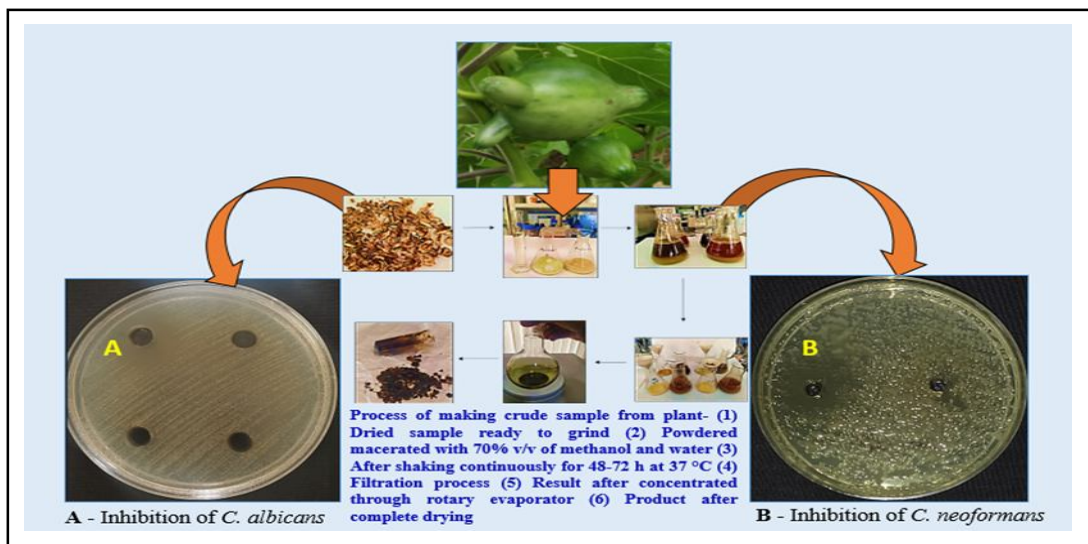 A
B
Process of making crude sample from plant- (1)
Dried sample ready to grind (2) Powdered
macerated with 70% v/v of methanol and water (3)
After shaking continuously for 48-72 h at 37 °C (4)
Filtration process (5) Result after concentrated
through rotary evaporator (6) Product after
complete drying
A - Inhibition of C. albicans
B - Inhibition of C. neoformans